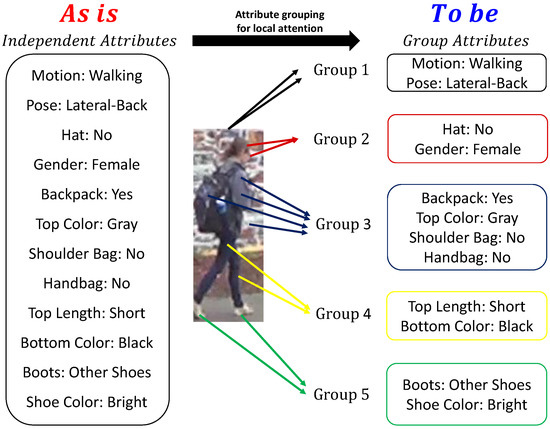 As is
Independent Attributes
Attribute grouping
for local attention
To be
Group Attributes
Motion: Walking
Pose: Lateral-Back
Hat: No
Gender: Female
Backpack: Yes
Top Color: Gray
Shoulder Bag: No
Handbag: No
Top Length: Short
Bottom Color: Black
Boots: Other Shoes
Shoe Color: Bright
Group 1
Group 2
Group 3
Group 4
Group 5
Motion: Walking
Pose: Lateral-Back
Hat: No
Gender: Female
Backpack: Yes
Top Color: Gray
Shoulder Bag: No
Handbag: No
Top Length: Short
Bottom Color: Black
Boots: Other Shoes
Shoe Color: Bright